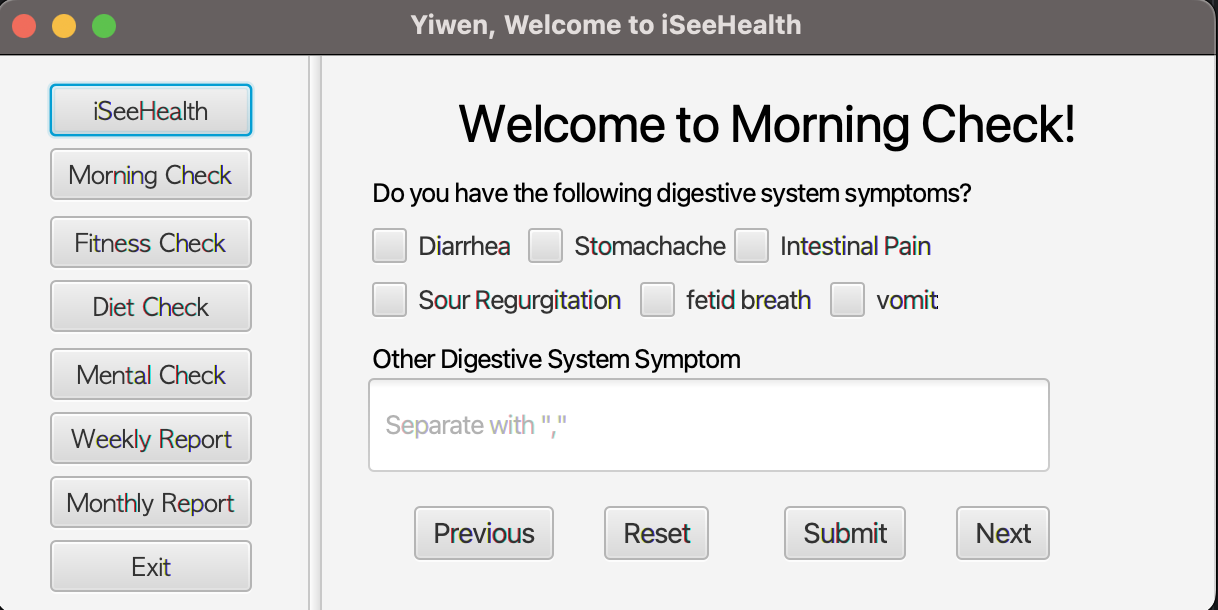 Yiwen, Welcome to iSeeHealth
iSeeHealth
Morning Check
Fitness Check
Diet Check
Mental Check
Weekly Report
Monthly Report
Exit
Welcome to Morning Check!
Do you have the following digestive system symptoms?
Diarrhea Stomachache Intestinal Pain
Sour Regurgitation fetid breath vomit
Other Digestive System Symptom
Separate with ","
Previous Reset Submit Next